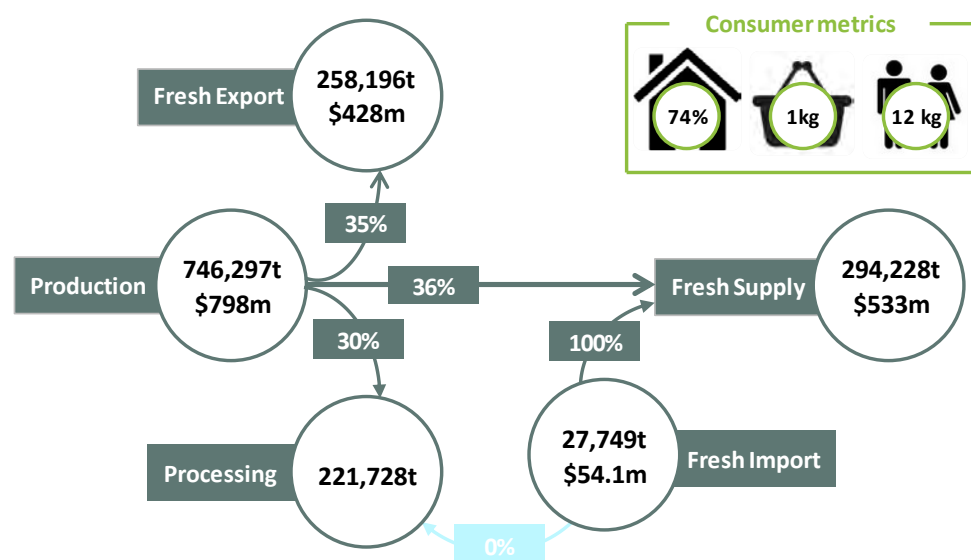 Consumer metrics
74%
1kg
12 kg
Fresh Export
258,196t
$428m
35%
Production
746,297t
$798m
36%
Fresh Supply
294,228t
$533m
30%
100%
Processing
221,728t
27,749t
$54.1m
Fresh Import
0%